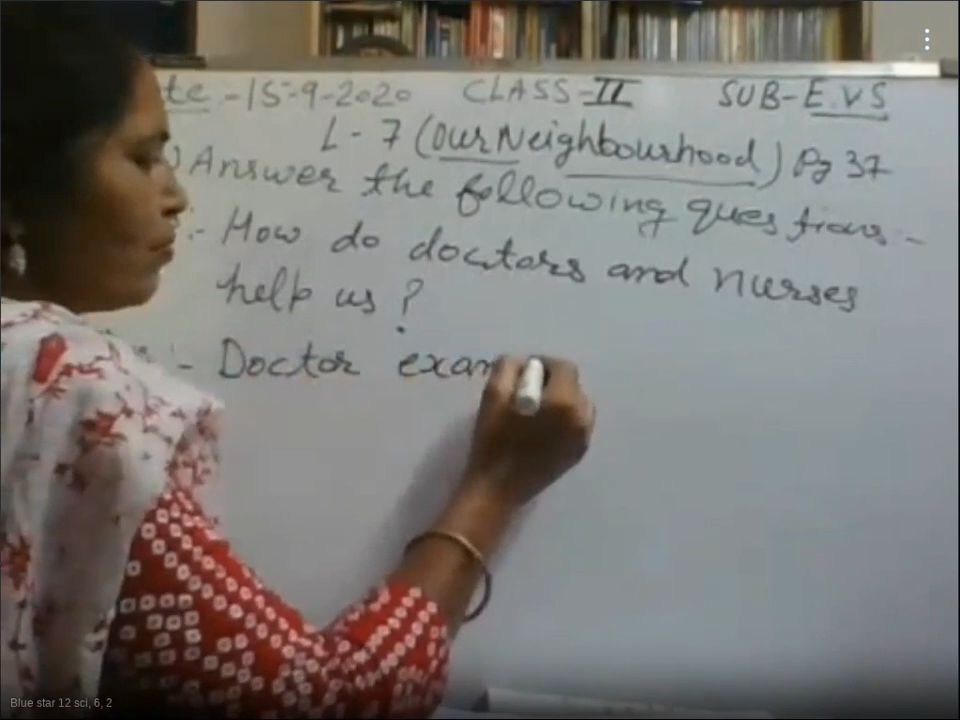 te - 15-9-2020 CLASS-II SUB-E.V.S
L-7 (Our Neighbourhood) Pg 37
) Answer the following questions-
:- How do doctors and nurses
help us?
:- Doctor exam
Blue star 12 sci, 6, 2